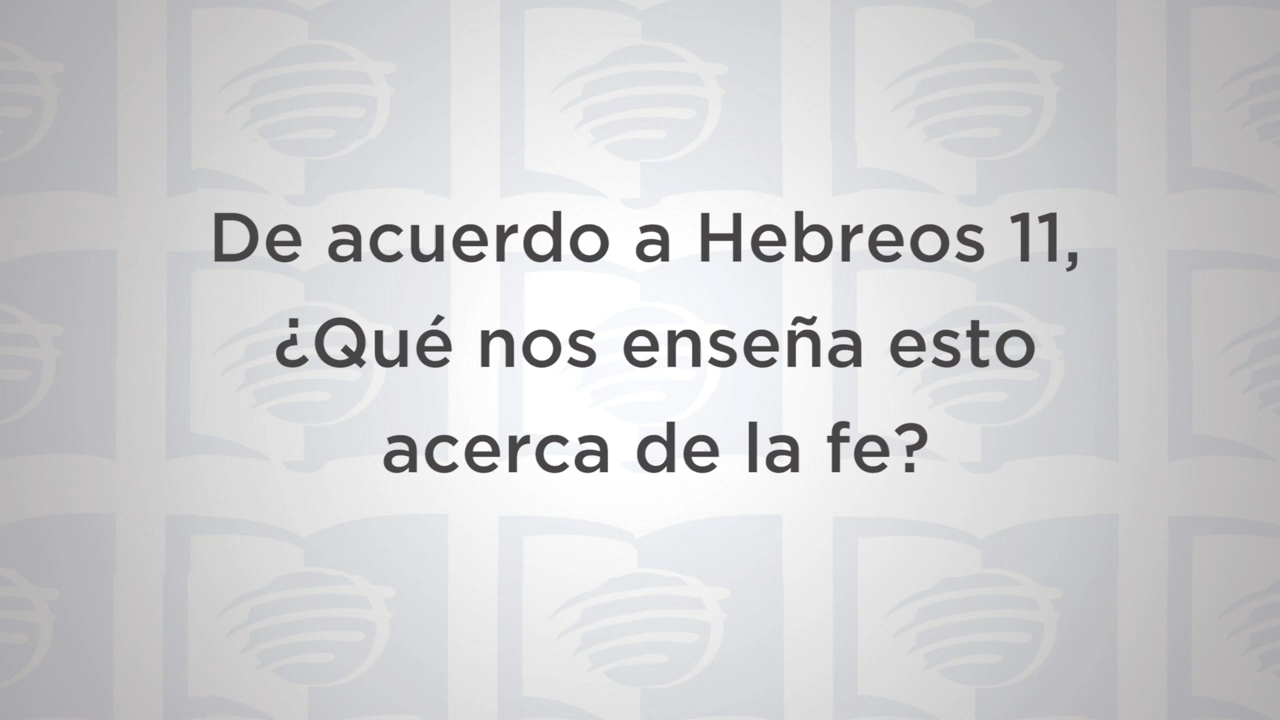 De acuerdo a Hebreos 11,
¿Qué nos enseña esto
acerca de la fe?